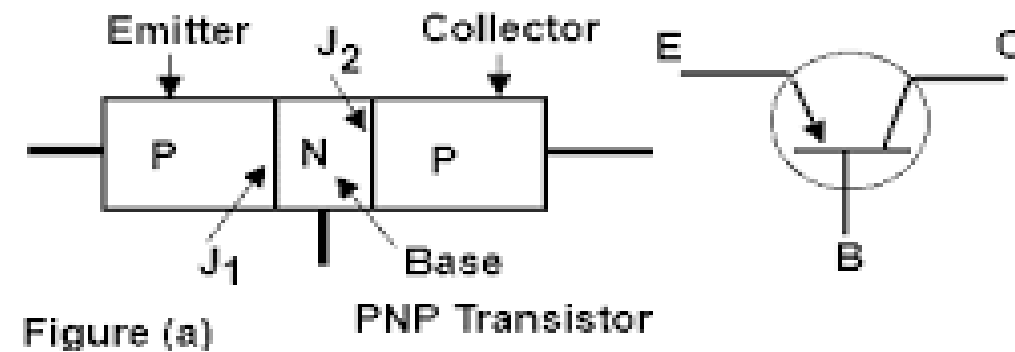 Emitter
J2
Collector
E
C
P
N
P
J1
Base
B
Figure (a)
PNP Transistor